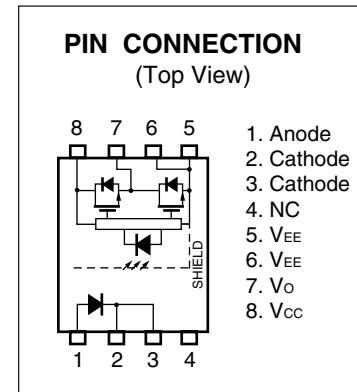 PIN CONNECTION
(Top View)
8 7 6 5
SHIELD
1 2 3 4
1. Anode
2. Cathode
3. Cathode
4. NC
5. VEE
6. VEE
7. VO
8. VCC